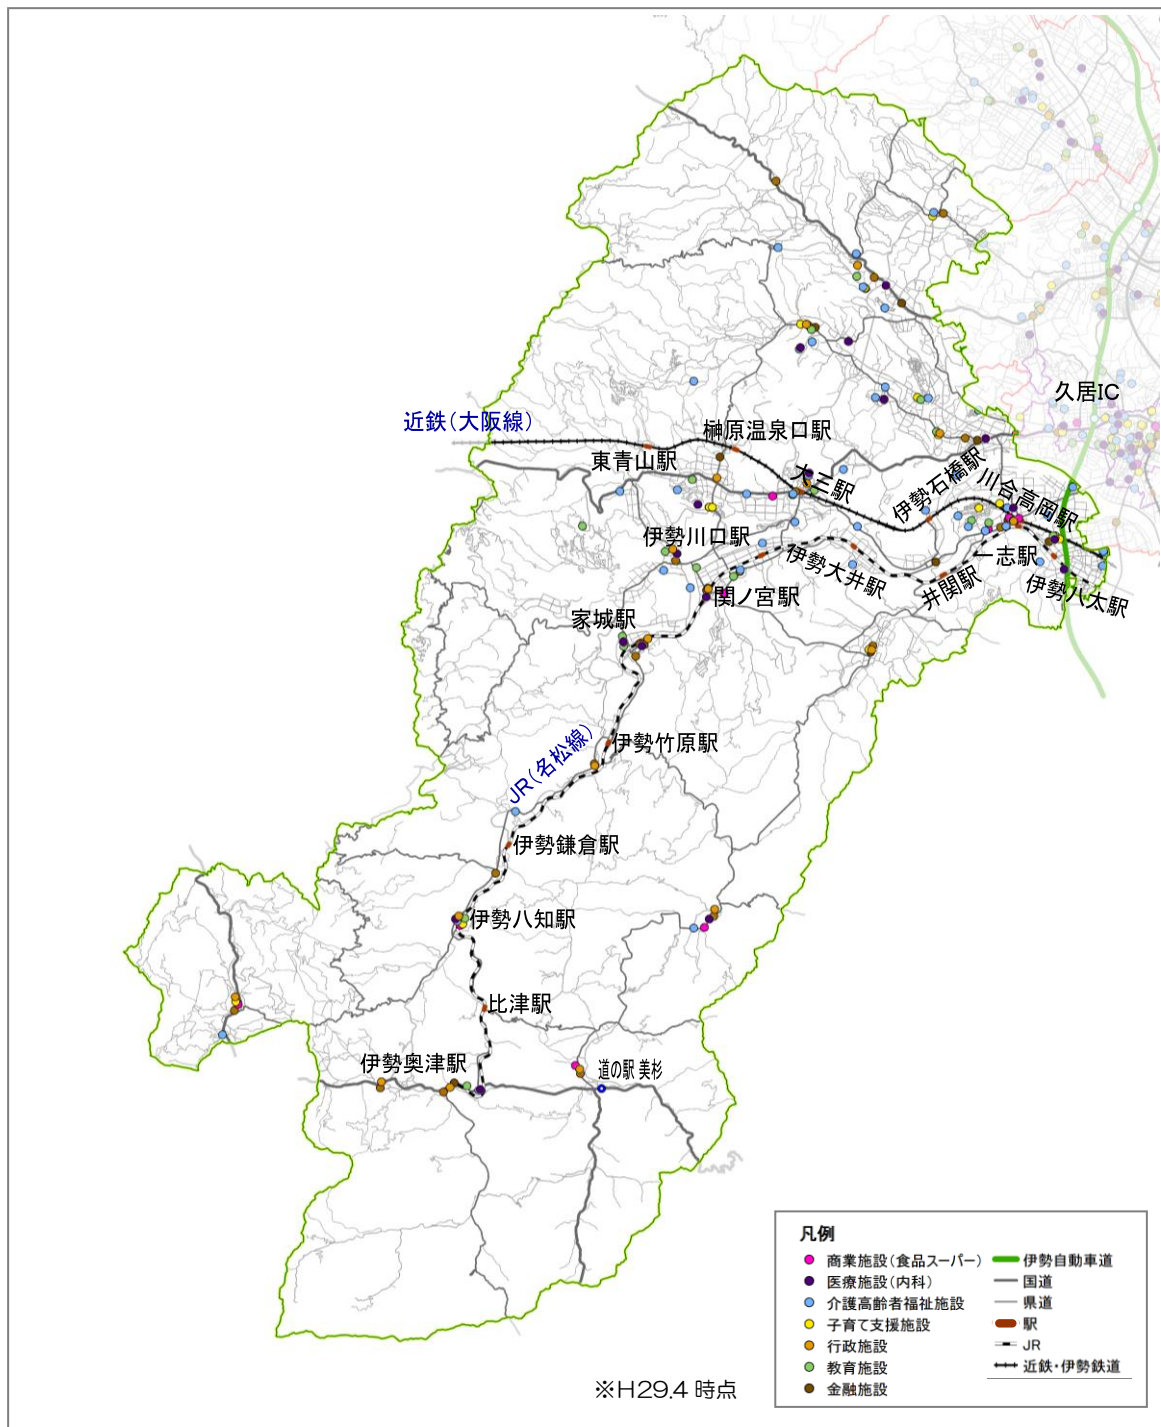 久居IC
近鉄(大阪線)
榊原温泉口駅
東青山駅
大三駅
伊勢石橋駅
川合高岡駅
伊勢川口駅
伊勢大井駅
一志駅
井関駅
伊勢八太駅
関ノ宮駅
家城駅
伊勢竹原駅
JR(名松線)
伊勢鎌倉駅
伊勢八知駅
比津駅
伊勢奥津駅
道の駅 美杉
凡例
商業施設(食品スーパー)
医療施設(内科)
介護高齢者福祉施設
子育て支援施設
行政施設
教育施設
金融施設
伊勢自動車道
国道
県道
駅
JR
近鉄・伊勢鉄道
※H29.4 時点